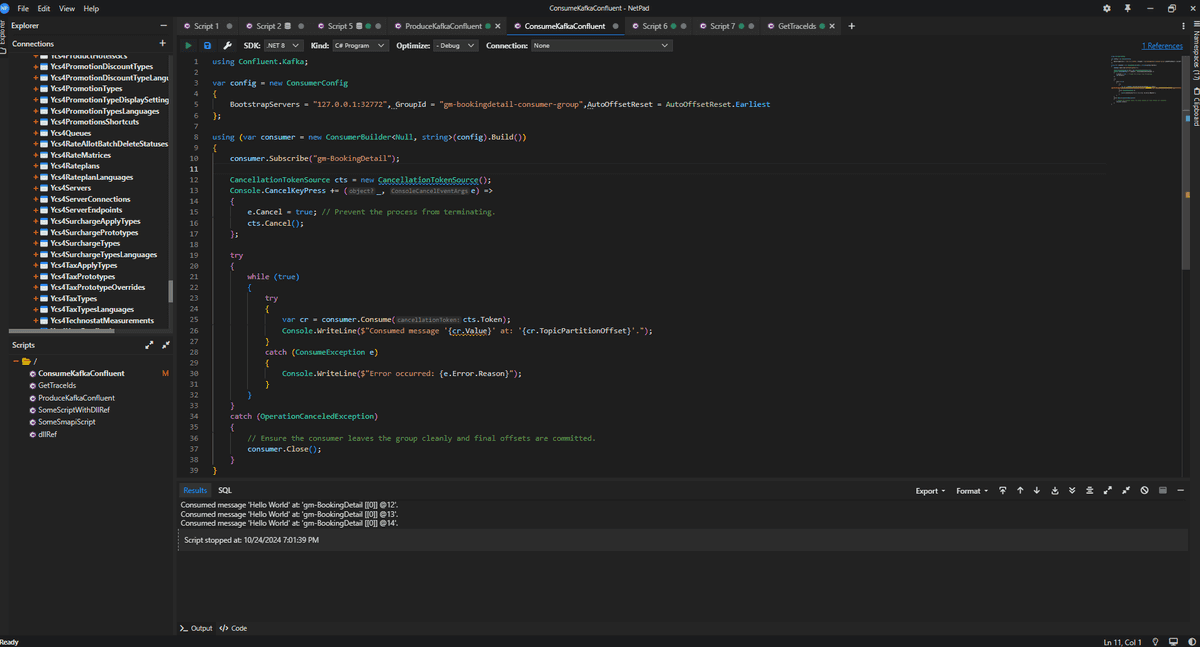 NP File Edit View Help
ConsumeKafkaConfluent - NetPad
Explorer
Explorer
Connections
Ycs4PromotionDiscountTypes
Ycs4PromotionDiscountTypeLangu
Ycs4PromotionTypes
Ycs4PromotionTypeDisplaySetting
Ycs4PromotionTypesLanguages
Ycs4PromotionsShortcuts
Ycs4Queues
Ycs4RateAllotBatchDeleteStatuses
Ycs4RateMatrices
Ycs4Rateplans
Ycs4RateplanLanguages
Ycs4Servers
Ycs4ServerConnections
Ycs4ServerEndpoints
Ycs4SurchargeApplyTypes
Ycs4SurchargePrototypes
Ycs4SurchargeTypes
Ycs4SurchargeTypesLanguages
Ycs4TaxApplyTypes
Ycs4TaxPrototypes
Ycs4TaxPrototypeOverrides
Ycs4TaxTypes
Ycs4TaxTypesLanguages
Ycs4TechnostatMeasurements
Scripts
/
ConsumeKafkaConfluent M
GetTraceIds
ProduceKafkaConfluent
SomeScriptWithDllRef
SomeSmapiScript
dllRef
Script 1 Script 2 Script 5 ProduceKafkaConfluent ConsumeKafkaConfluent Script 6 Script 7 GetTraceIds
SDK: .NET 8 Kind: C# Program Optimize: - Debug Connection: None
1 References
Namespaces (17)
Clipboard
1 using Confluent.Kafka;
2
3 var config = new ConsumerConfig
4 {
5 BootstrapServers = "127.0.0.1:32772", GroupId = "gm-bookingdetail-consumer-group",AutoOffsetReset = AutoOffsetReset.Earliest
6 };
7
8 using (var consumer = new ConsumerBuilder<Null, string>(config).Build())
9 {
10 consumer.Subscribe("gm-BookingDetail");
11
12 CancellationTokenSource cts = new CancellationTokenSource();
13 Console.CancelKeyPress += (object? _, ConsoleCancelEventArgs e) =>
14 {
15 e.Cancel = true; // Prevent the process from terminating.
16 cts.Cancel();
17 };
18
19 try
20 {
21 while (true)
22 {
23 try
24 {
25 var cr = consumer.Consume(cancellationToken: cts.Token);
26 Console.WriteLine($"Consumed message '{cr.Value}' at: '{cr.TopicPartitionOffset}'.");
27 }
28 catch (ConsumeException e)
29 {
30 Console.WriteLine($"Error occurred: {e.Error.Reason}");
31 }
32 }
33 }
34 catch (OperationCanceledException)
35 {
36 // Ensure the consumer leaves the group cleanly and final offsets are committed.
37 consumer.Close();
38 }
39 }
Results SQL
Export Format
Consumed message 'Hello World' at: 'gm-BookingDetail [[0]] @12'.
Consumed message 'Hello World' at: 'gm-BookingDetail [[0]] @13'.
Consumed message 'Hello World' at: 'gm-BookingDetail [[0]] @14'.
Script stopped at: 10/24/2024 7:01:39 PM
Output Code
Ready
Ln 11, Col 1